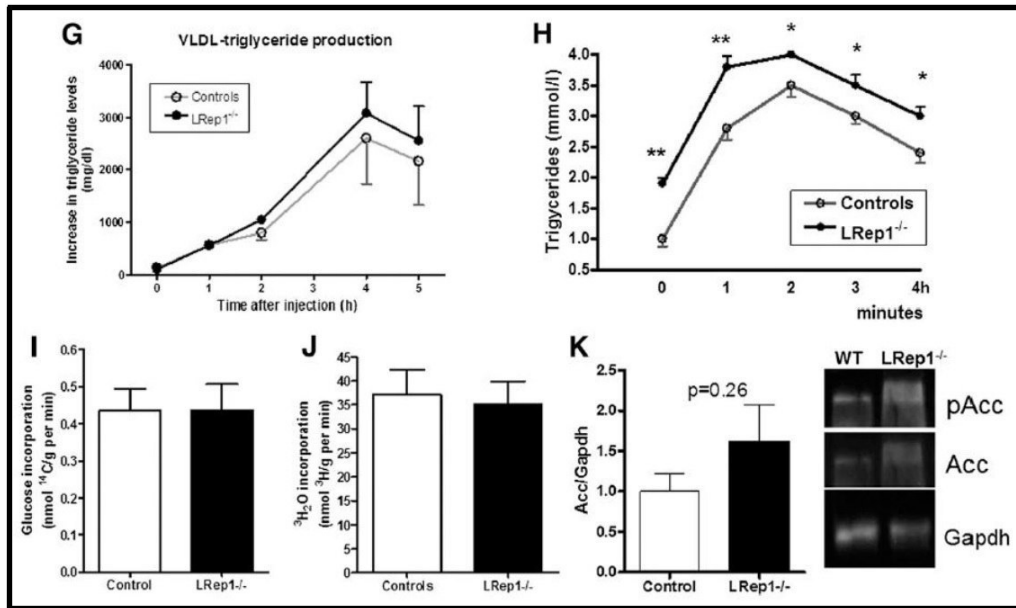 G
VLDL-triglyceride production
Controls
LRep1-/-
Increase in triglyceride levels
(mg/dl)
4000
3000
2000
1000
0
0 1 2 3 4 5
Time after injection (h)
H
** ** * * *
Trigycerides (mmol/l)
4.0
3.5
3.0
2.5
2.0
1.5
1.0
0.5
Controls
LRep1-/-
0 1 2 3 4h
minutes
I
Glucose incorporation
(nmol 14C/g per min)
0.6
0.5
0.4
0.3
0.2
0.1
0.0
Control LRep1-/-
J
3H2O incorporation
(nmol 3H/g per min)
45
40
35
30
25
20
15
10
5
0
Controls LRep1-/-
K
Acc/Gapdh
2.5
2.0
1.5
1.0
0.5
0.0
p=0.26
Control LRep1-/-
WT LRep1-/-
pAcc
Acc
Gapdh